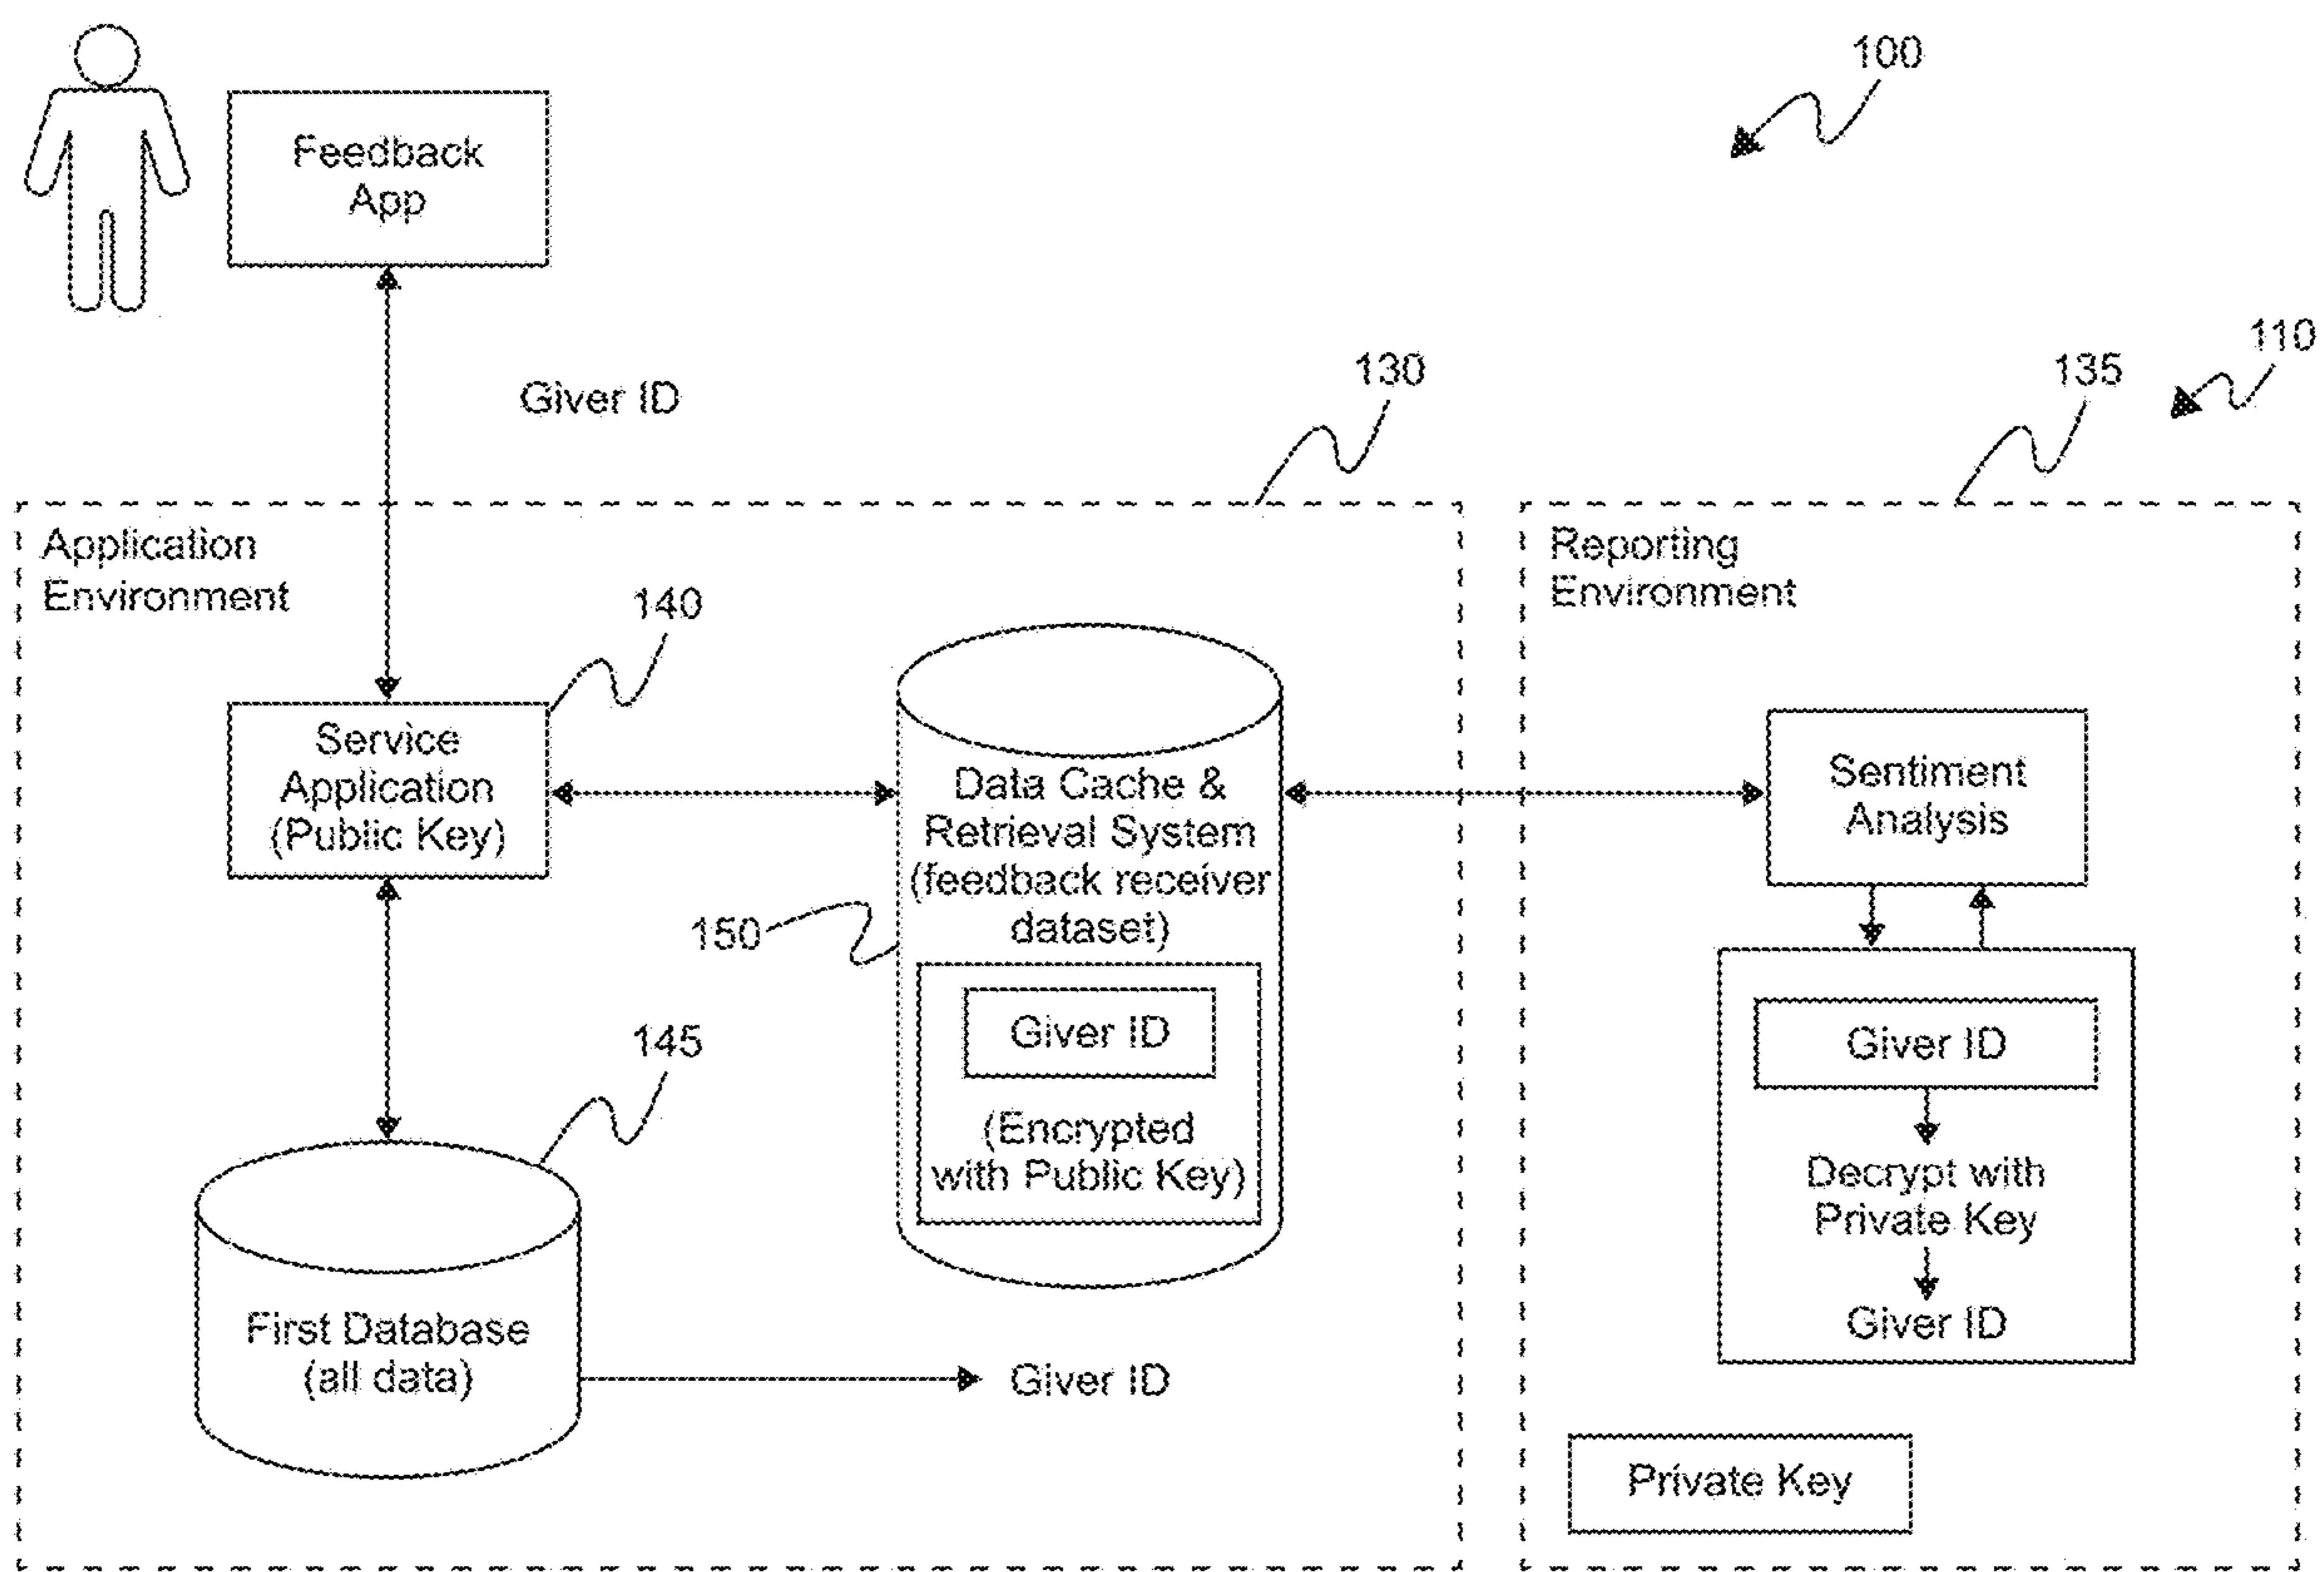 100
Feedback
App
110
130
135
Giver ID
Application
Environment
Reporting
Environment
140
Service
Application
(Public Key)
Data Cache &
Retrieval System
(feedback receiver
dataset)
Sentiment
Analysis
150
Giver ID
(Encrypted
with Public Key)
Giver ID
Decrypt with
Private Key
Giver ID
145
First Database
(all data)
Giver ID
Private Key